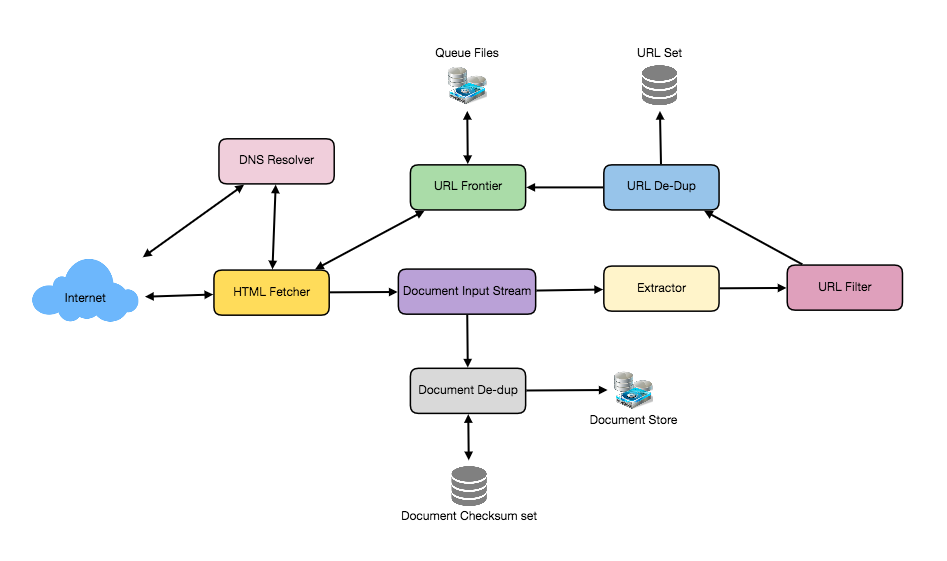 Queue Files
URL Set
DNS Resolver
URL Frontier
URL De-Dup
Internet
HTML Fetcher
Document Input Stream
Extractor
URL Filter
Document De-dup
Document Store
Document Checksum set